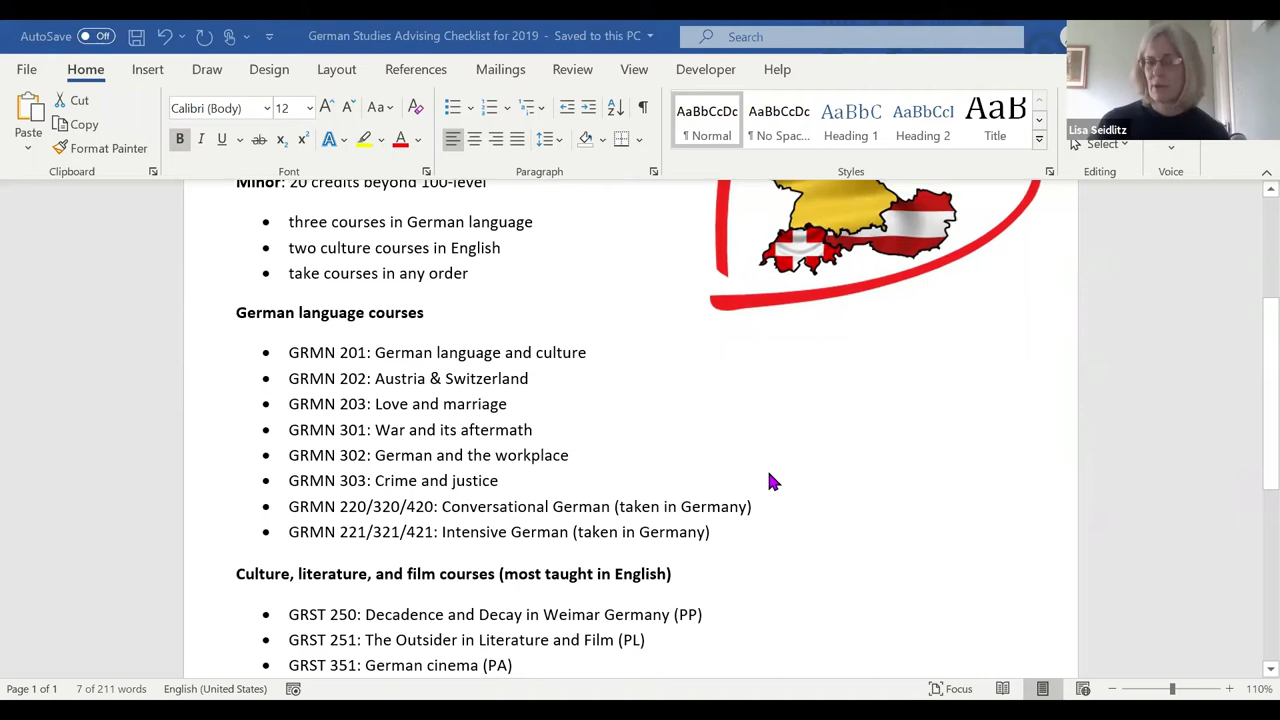 AutoSave Off German Studies Advising Checklist for 2019 - Saved to this PC Search
File Home Insert Draw Design Layout References Mailings Review View Developer Help
Paste Cut Copy Format Painter
Calibri (Body) 12
AaBbCcDc AaBbCcDc AaBbC AaBbCcI AaB
¶ Normal ¶ No Spac... Heading 1 Heading 2 Title
Lisa Seidlitz
Select
Clipboard Font Paragraph Styles Editing Voice
Minor: 20 credits beyond 100-level
• three courses in German language
• two culture courses in English
• take courses in any order
German language courses
• GRMN 201: German language and culture
• GRMN 202: Austria & Switzerland
• GRMN 203: Love and marriage
• GRMN 301: War and its aftermath
• GRMN 302: German and the workplace
• GRMN 303: Crime and justice
• GRMN 220/320/420: Conversational German (taken in Germany)
• GRMN 221/321/421: Intensive German (taken in Germany)
Culture, literature, and film courses (most taught in English)
• GRST 250: Decadence and Decay in Weimar Germany (PP)
• GRST 251: The Outsider in Literature and Film (PL)
• GRST 351: German cinema (PA)
Page 1 of 1 7 of 211 words English (United States) Focus 110%